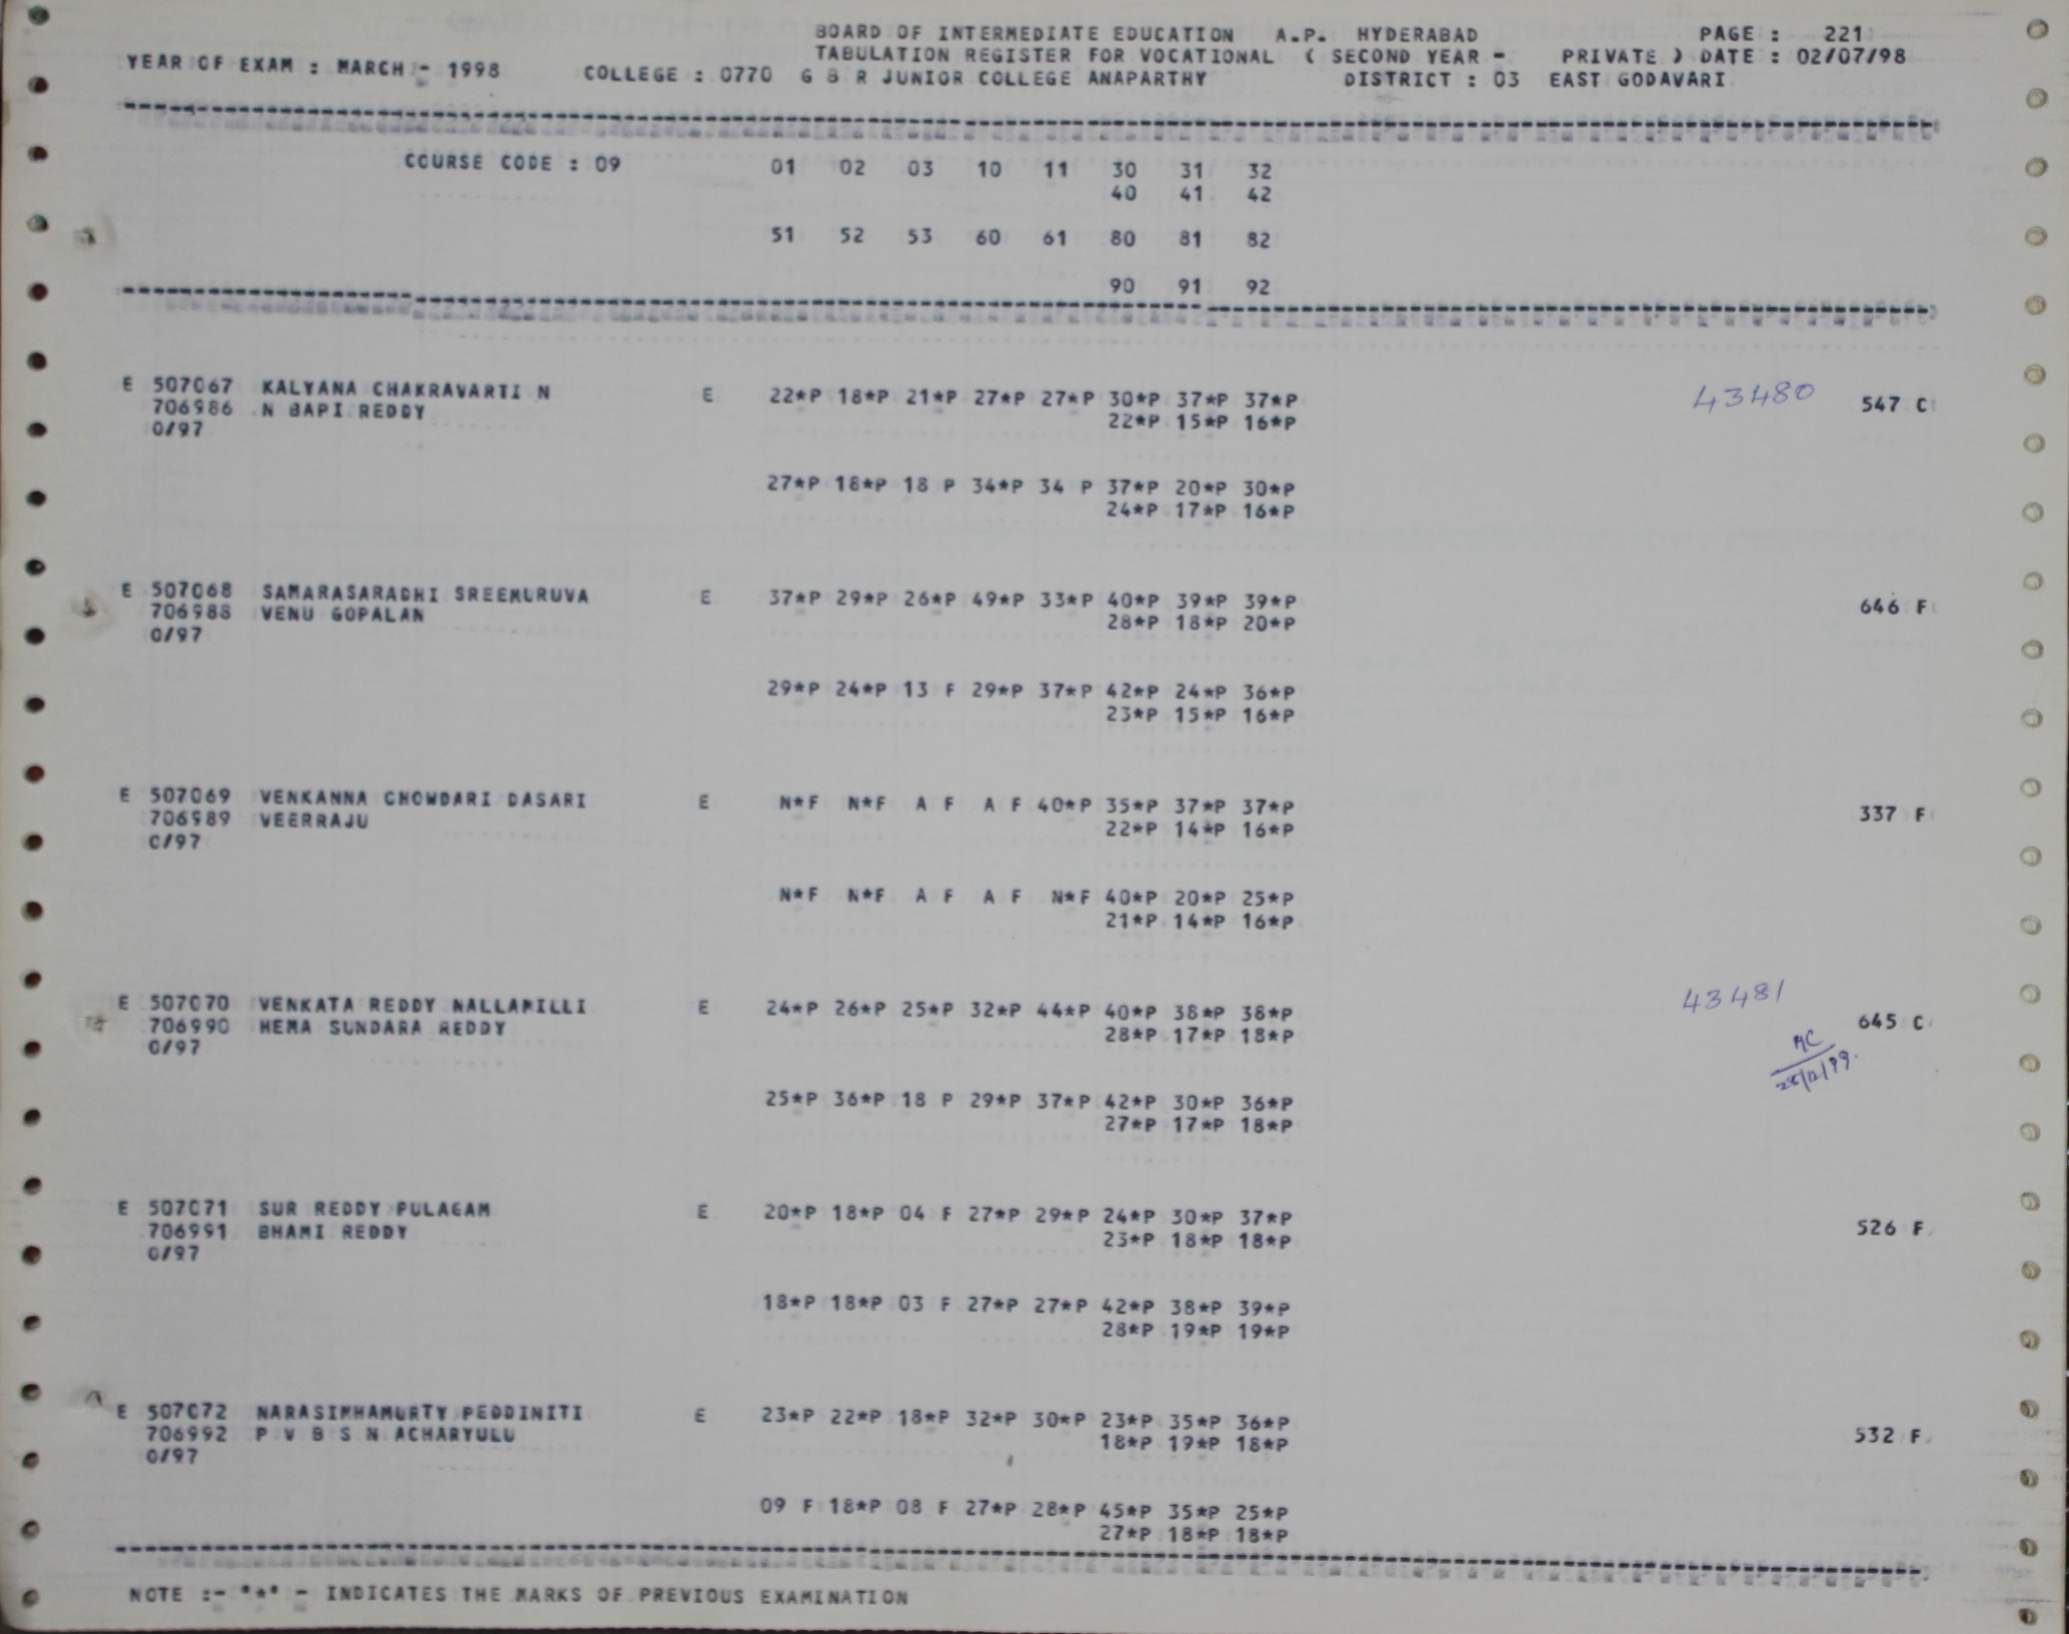 BOARD OF INTERMEDIATE EDUCATION A.P. HYDERABAD PAGE : 221
TABULATION REGISTER FOR VOCATIONAL ( SECOND YEAR - PRIVATE ) DATE : 02/07/98
YEAR OF EXAM : MARCH - 1998 COLLEGE : 0770 G B R JUNIOR COLLEGE ANAPARTHY DISTRICT : 03 EAST GODAVARI
COURSE CODE : 09 01 02 03 10 11 30 31 32
40 41 42
51 52 53 60 61 80 81 82
90 91 92
E 507067 KALYANA CHAKRAVARTI N E 22*P 18*P 21*P 27*P 27*P 30*P 37*P 37*P 43480 547 C
706986 N BAPI REDDY 22*P 15*P 16*P
0/97
27*P 18*P 18 P 34*P 34 P 37*P 20*P 30*P
24*P 17*P 16*P
E 507068 SAMARASARADHI SREEMURUVA E 37*P 29*P 26*P 49*P 33*P 40*P 39*P 39*P 646 F
706988 VENU GOPALAN 28*P 18*P 20*P
0/97
29*P 24*P 13 F 29*P 37*P 42*P 24*P 36*P
23*P 15*P 16*P
E 507069 VENKANNA CHOWDARI DASARI E N*F N*F A F A F 40*P 35*P 37*P 37*P 337 F
706989 VEERRAJU 22*P 14*P 16*P
0/97
N*F N*F A F A F N*F 40*P 20*P 25*P
21*P 14*P 16*P
E 507070 VENKATA REDDY NALLAMILLI E 24*P 26*P 25*P 32*P 44*P 40*P 38*P 38*P 43481 645 C
706990 HEMA SUNDARA REDDY 28*P 17*P 18*P
0/97
MC
28/12/99.
25*P 36*P 18 P 29*P 37*P 42*P 30*P 36*P
27*P 17*P 18*P
E 507071 SUR REDDY PULAGAM E 20*P 18*P 04 F 27*P 29*P 24*P 30*P 37*P 526 F
706991 BHAMI REDDY 23*P 18*P 18*P
0/97
18*P 18*P 03 F 27*P 27*P 42*P 38*P 39*P
28*P 19*P 19*P
E 507072 NARASIMHAMURTY PEDDINITI E 23*P 22*P 18*P 32*P 30*P 23*P 35*P 36*P 532 F
706992 P V B S N ACHARYULU 18*P 19*P 18*P
0/97
09 F 18*P 08 F 27*P 28*P 45*P 35*P 25*P
27*P 18*P 18*P
NOTE :- "*" - INDICATES THE MARKS OF PREVIOUS EXAMINATION